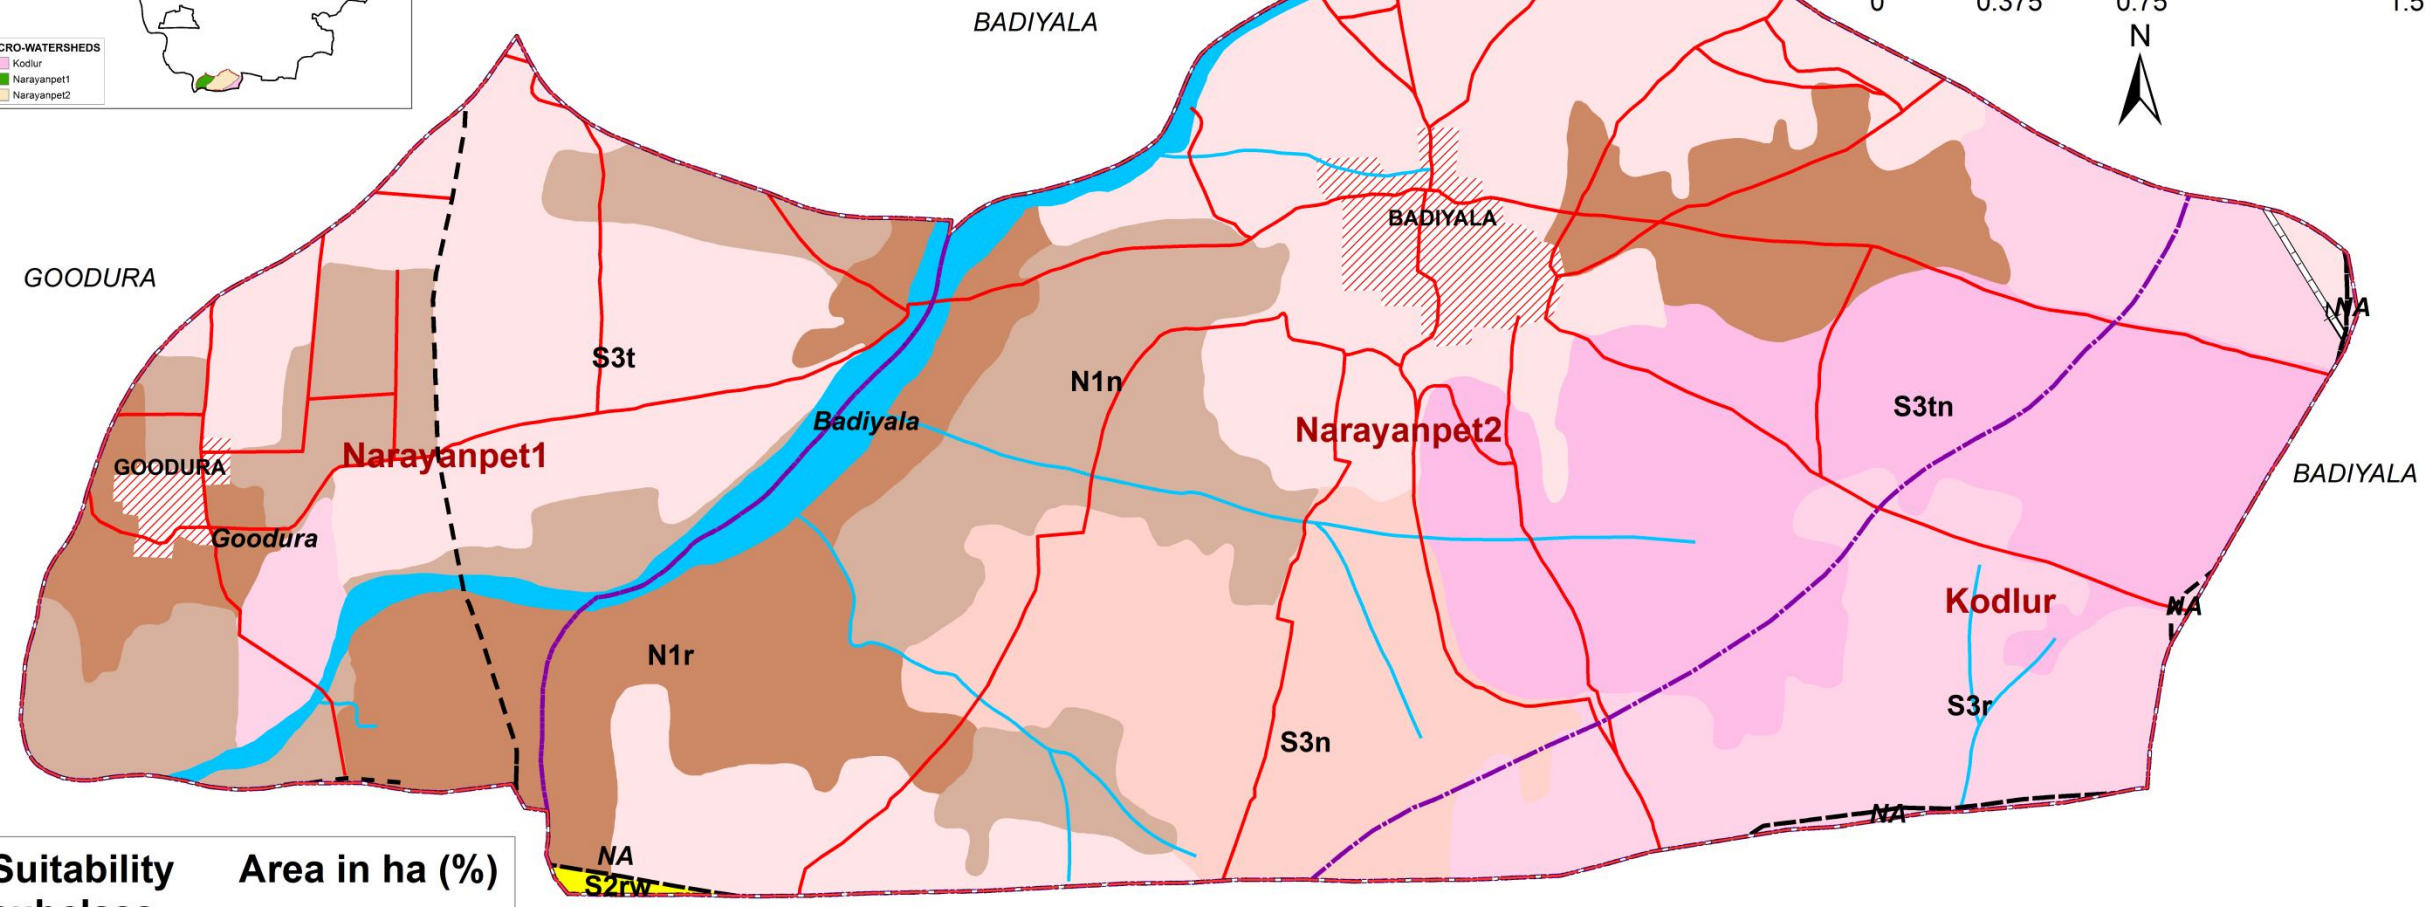 BADIYALA
0 0.375 0.75 1.5
N
CRO-WATERSHEDS
Kodlur
Narayanpet1
Narayanpet2
GOODURA
BADIYALA
NA
S3t
N1n
S3tn
Badiyala
Narayanpet2
Narayanpet1
GOODURA
BADIYALA
Goodura
Kodlur
NA
N1r
S3r
S3n
NA
NA
S2rw
Suitability Area in ha (%)